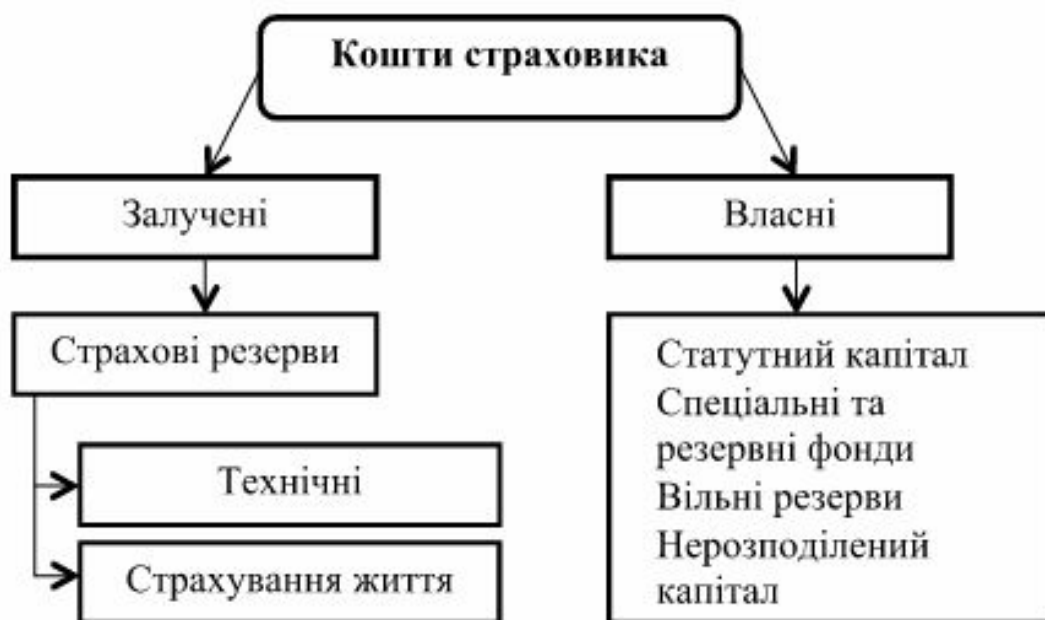 Кошти страховика
Залучені
Власні
Страхові резерви
Технічні
Страхування життя
Статутний капітал
Спеціальні та
резервні фонди
Вільні резерви
Нерозподілений
капітал